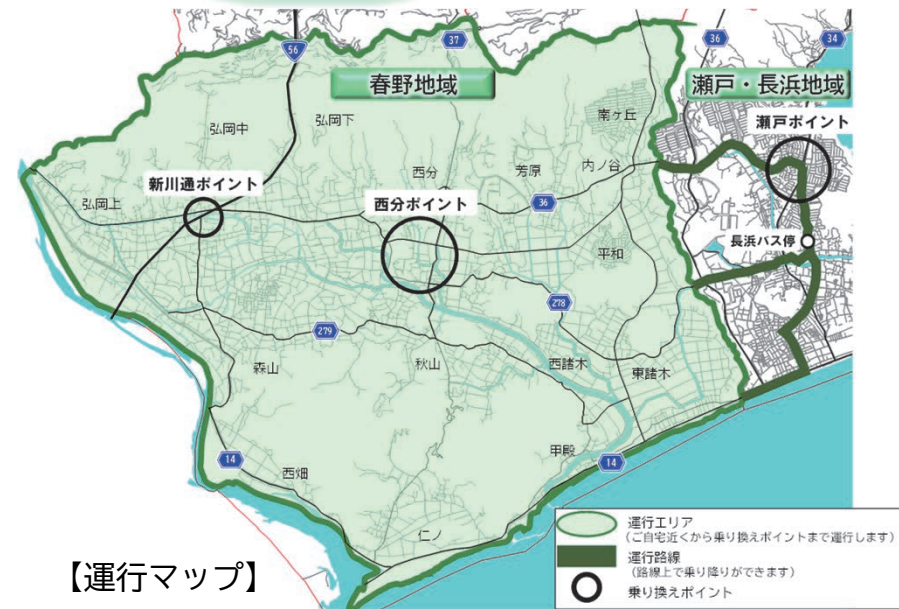 56
37
36
34
春野地域
瀬戸・長浜地域
瀬戸ポイント
南ヶ丘
弘岡中
弘岡下
内ノ谷
西分
芳原
新川通ポイント
弘岡上
西分ポイント
36
長浜バス停
平和
278
279
森山
秋山
西諸木
東諸木
甲殿
14
14
西畑
仁ノ
【運行マップ】
運行エリア
(ご自宅近くから乗り換えポイントまで運行します)
運行路線
(路線上で乗り降りができます)
乗り換えポイント